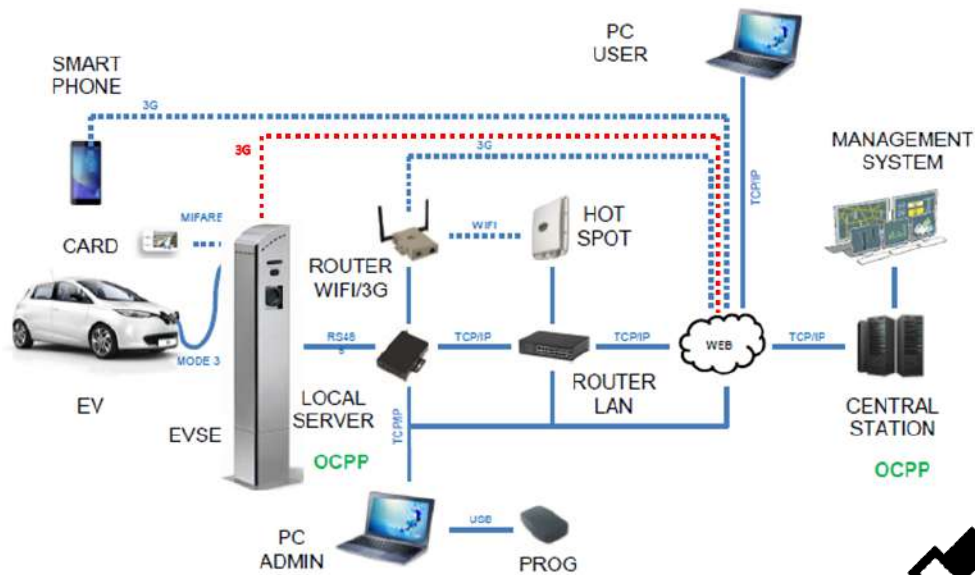 PC
USER
SMART
PHONE
3G
3G
3G
MANAGEMENT
SYSTEM
TCP/IP
MIFARE
CARD
WIFI
HOT
SPOT
ROUTER
WIFI/3G
RS48
5
TCP/IP
TCP/IP
WEB
TCP/IP
MODE 3
EV
EVSE
LOCAL
SERVER
OCPP
TCP/IP
ROUTER
LAN
CENTRAL
STATION
OCPP
PC
ADMIN
USB
PROG